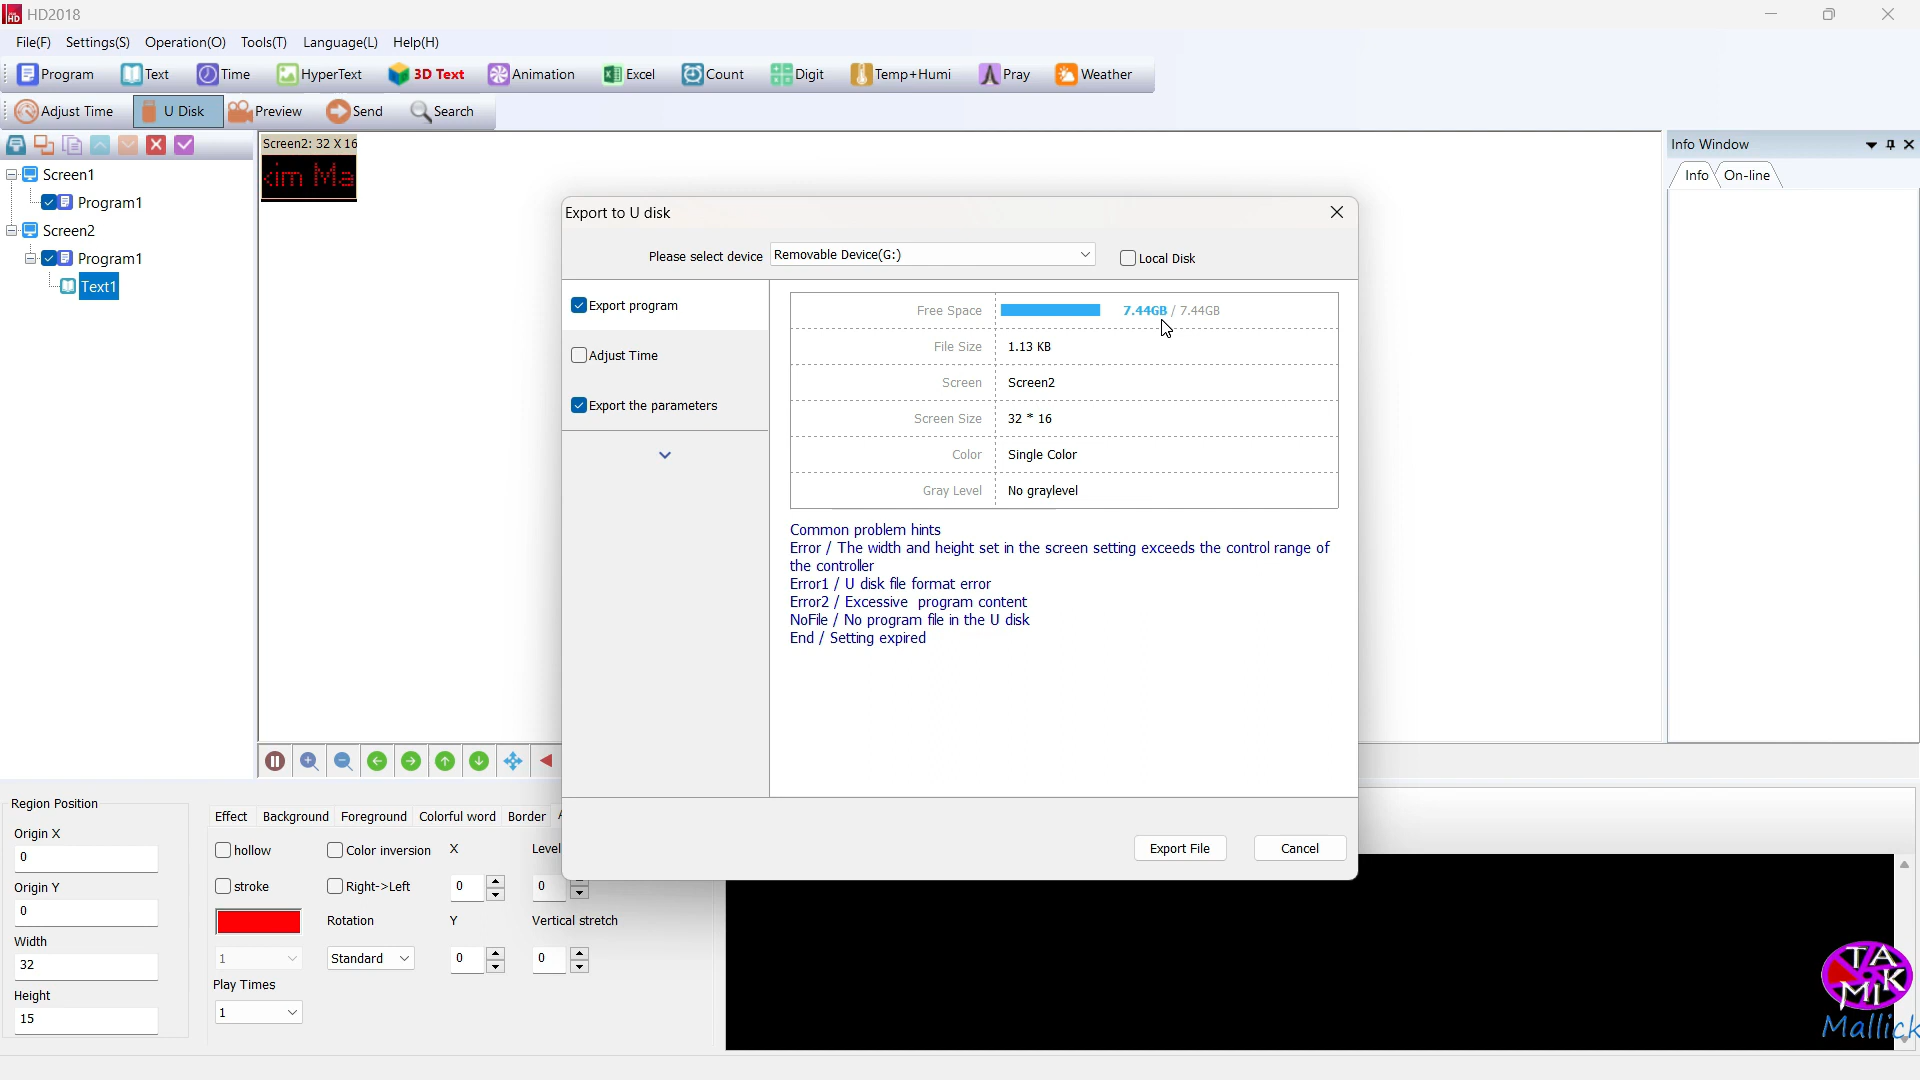 HD2018
File(F) Settings(S) Operation(O) Tools(T) Language(L) Help(H)
Program Text Time HyperText 3D Text Animation Excel Count Digit Temp+Humi Pray Weather
Adjust Time U Disk Preview Send Search
Screen1
Program1
Screen2
Program1
Text1
Screen2: 32 X 16
kim Ma
Info Window
Info On-line
Export to U disk
Please select device Removable Device(G:) Local Disk
Export program
Adjust Time
Export the parameters
Free Space 7.44GB / 7.44GB
File Size 1.13 KB
Screen Screen2
Screen Size 32 * 16
Color Single Color
Gray Level No graylevel
Common problem hints
Error / The width and height set in the screen setting exceeds the control range of
the controller
Error1 / U disk file format error
Error2 / Excessive program content
NoFile / No program file in the U disk
End / Setting expired
Export File Cancel
Region Position
Origin X
0
Origin Y
0
Width
32
Height
15
Effect Background Foreground Colorful word Border
hollow Color inversion X Level
stroke Right->Left 0 0
Rotation Y Vertical stretch
1 Standard 0 0
Play Times
1
TAMIK
Mallick